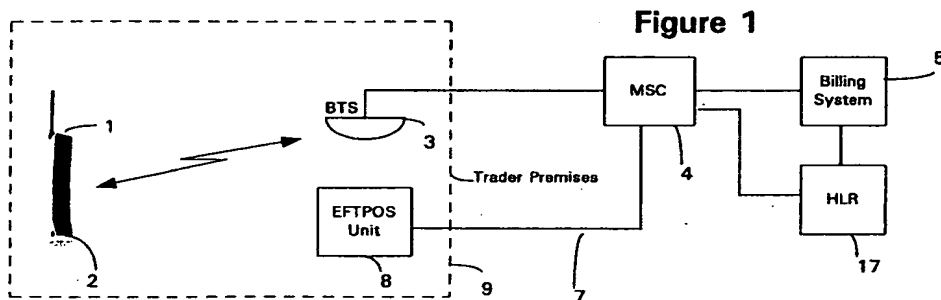 Figure 1
5
MSC
Billing
System
BTS
1
3
Trader Premises
4
EFTPOS
Unit
HLR
2
8
9
7
17